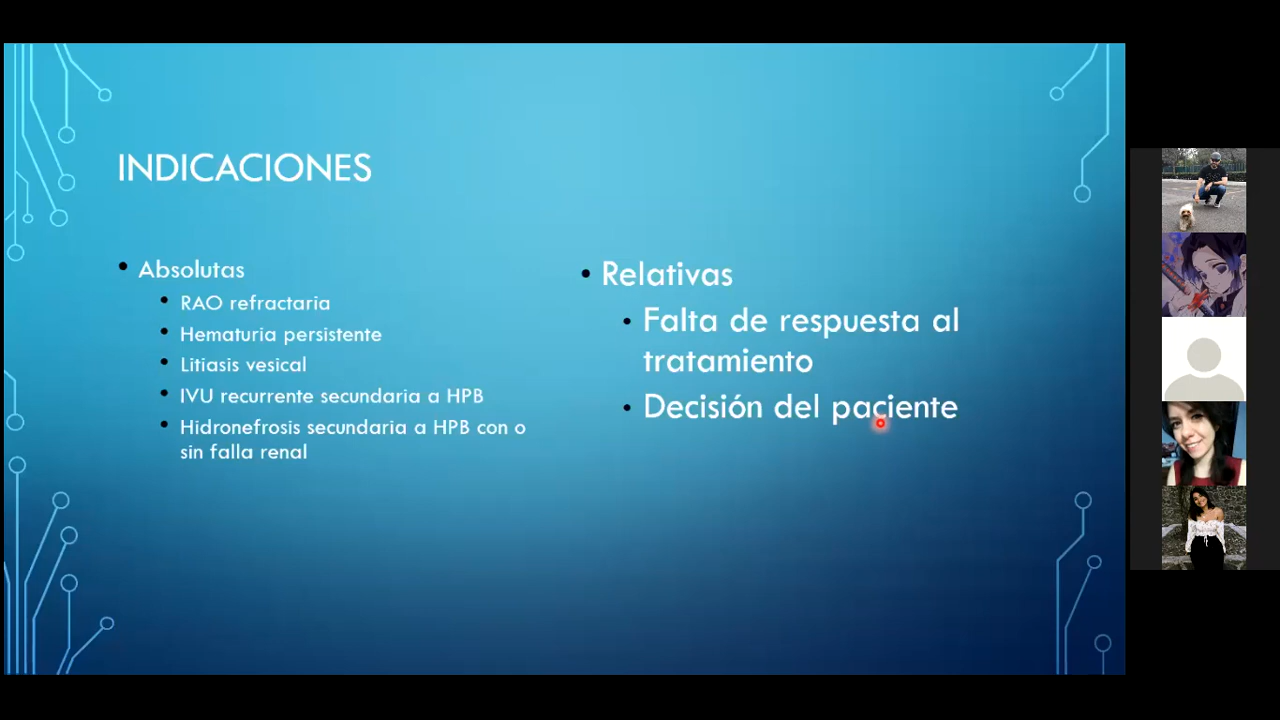 INDICACIONES
Absolutas
RAO refractaria
Hematuria persistente
Litiasis vesical
IVU recurrente secundaria a HPB
Hidronefrosis secundaria a HPB con o
sin falla renal
Relativas
Falta de respuesta al
tratamiento
Decisión del paciente